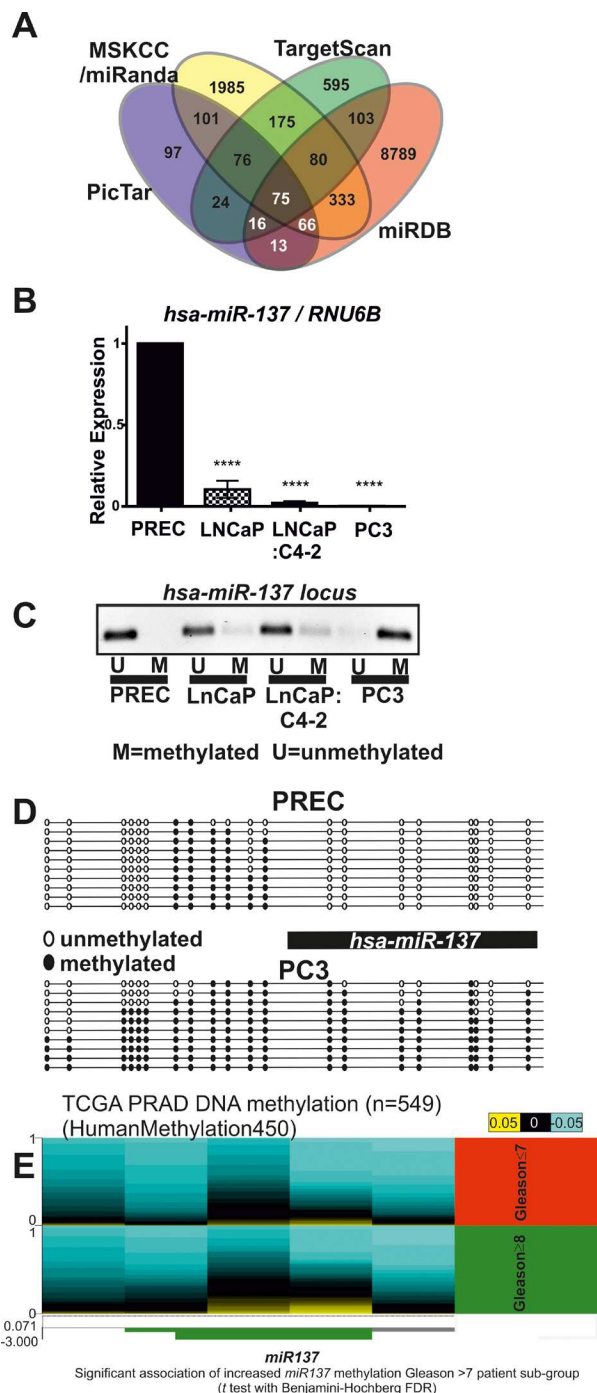 A
MSKCC
/miRanda
TargetScan
1985
595
101
175
103
97
76
80
8789
PicTar
24
75
333
16
66
miRDB
13
B
hsa-miR-137 / RNU6B
Relative Expression
1
0.5
0
****
****
****
PREC
LNCaP
LNCaP
:C4-2
PC3
C
hsa-miR-137 locus
U M U M U M U M
PREC LnCaP LnCaP:
C4-2 PC3
M=methylated U=unmethylated
D
PREC
unmethylated
methylated
hsa-miR-137
PC3
TCGA PRAD DNA methylation (n=549)
(HumanMethylation450)
0.05 0 -0.05
E
1
0
Gleason≤7
1
0
Gleason≥8
0.071
-3.000
miR137
Significant association of increased miR137 methylation Gleason >7 patient sub-group
(t test with Benjamini-Hochberg FDR)